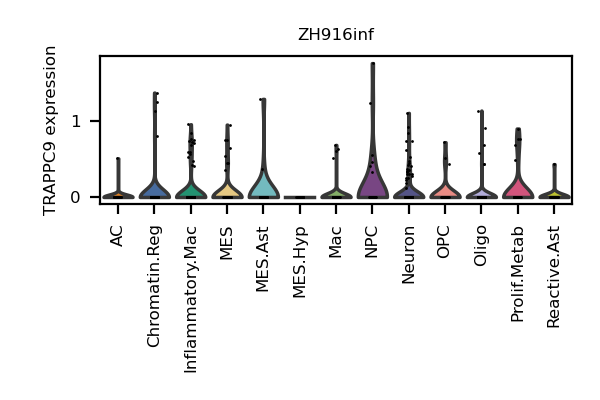 ZH916inf
TRAPPC9 expression
1
0
AC
Chromatin.Reg
Inflammatory.Mac
MES
MES.Ast
MES.Hyp
Mac
NPC
Neuron
OPC
Oligo
Prolif.Metab
Reactive.Ast